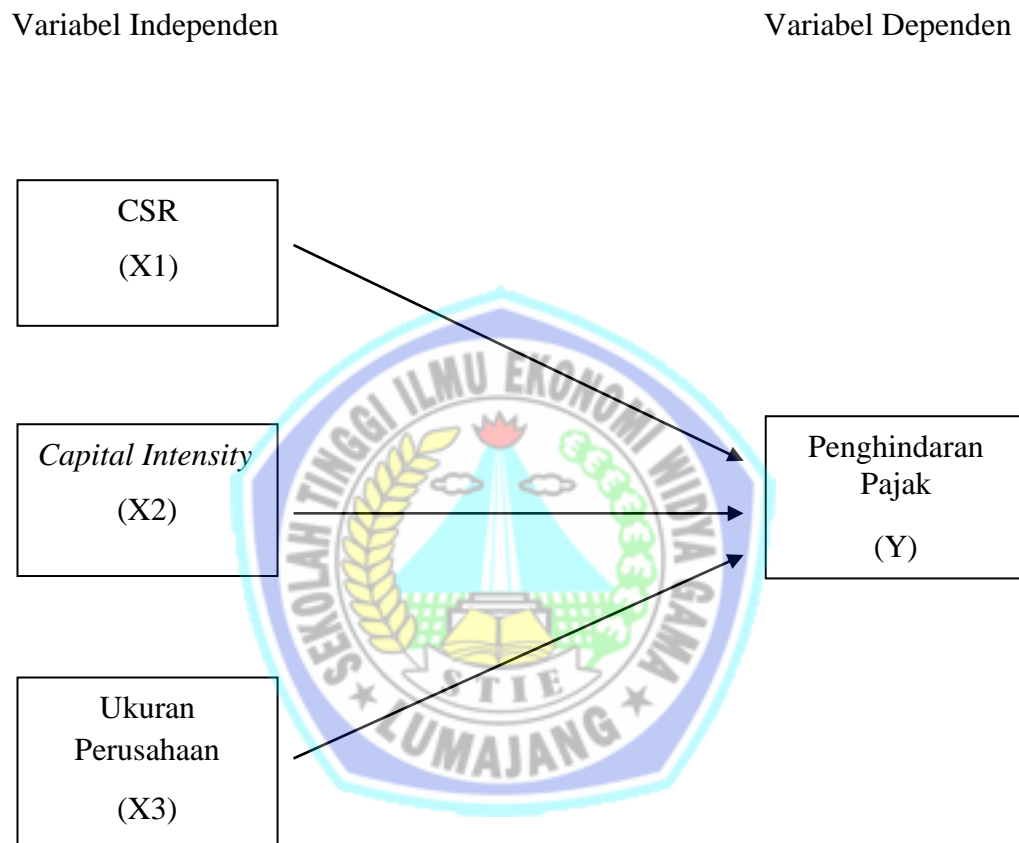 Variabel Independen
Variabel Dependen
CSR
(X1)
Capital Intensity
(X2)
Ukuran
Perusahaan
(X3)
Penghindaran
Pajak
(Y)
SEKOLAH TINGGI ILMU EKONOMI WIDYA GAMA
STIE
LUMAJANG